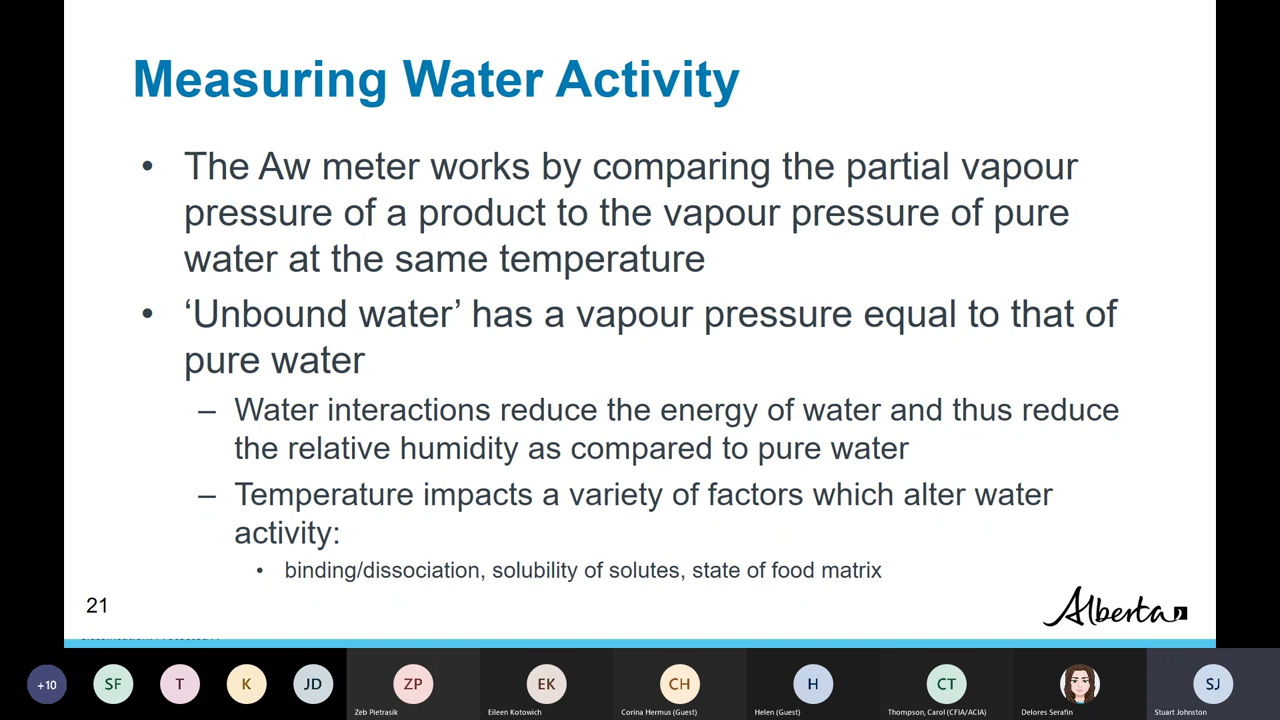 Measuring Water Activity
• The Aw meter works by comparing the partial vapour
pressure of a product to the vapour pressure of pure
water at the same temperature
• ‘Unbound water’ has a vapour pressure equal to that of
pure water
– Water interactions reduce the energy of water and thus reduce
the relative humidity as compared to pure water
– Temperature impacts a variety of factors which alter water
activity:
• binding/dissociation, solubility of solutes, state of food matrix
21
Alberta
+10
SF
T
K
JD
ZP
EK
CH
H
CT
SJ
Zeb Pietrasik
Eileen Kotowich
Corina Hermus (Guest)
Helen (Guest)
Thompson, Carol (CFIA/ACIA)
Delores Serafin
Stuart Johnston